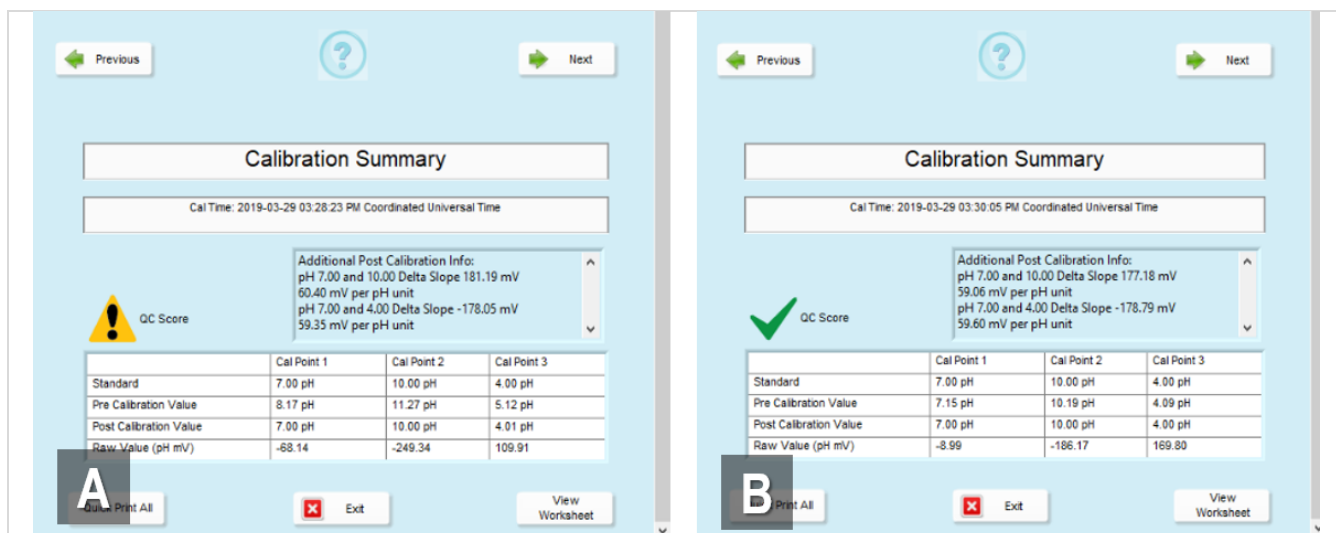 Previous
?
Next
Calibration Summary
Cal Time: 2019-03-29 03:28:23 PM Coordinated Universal Time
Additional Post Calibration Info:
pH 7.00 and 10.00 Delta Slope 181.19 mV
60.40 mV per pH unit
pH 7.00 and 4.00 Delta Slope -178.05 mV
59.35 mV per pH unit
QC Score
Cal Point 1 Cal Point 2 Cal Point 3
Standard 7.00 pH 10.00 pH 4.00 pH
Pre Calibration Value 8.17 pH 11.27 pH 5.12 pH
Post Calibration Value 7.00 pH 10.00 pH 4.01 pH
Raw Value (pH mV) -68.14 -249.34 109.91
A
Quick Print All
Exit
View
Worksheet
Previous
?
Next
Calibration Summary
Cal Time: 2019-03-29 03:30:05 PM Coordinated Universal Time
Additional Post Calibration Info:
pH 7.00 and 10.00 Delta Slope 177.18 mV
59.06 mV per pH unit
pH 7.00 and 4.00 Delta Slope -178.79 mV
59.60 mV per pH unit
QC Score
Cal Point 1 Cal Point 2 Cal Point 3
Standard 7.00 pH 10.00 pH 4.00 pH
Pre Calibration Value 7.15 pH 10.19 pH 4.09 pH
Post Calibration Value 7.00 pH 10.00 pH 4.00 pH
Raw Value (pH mV) -8.99 -186.17 169.80
B
Print All
Exit
View
Worksheet